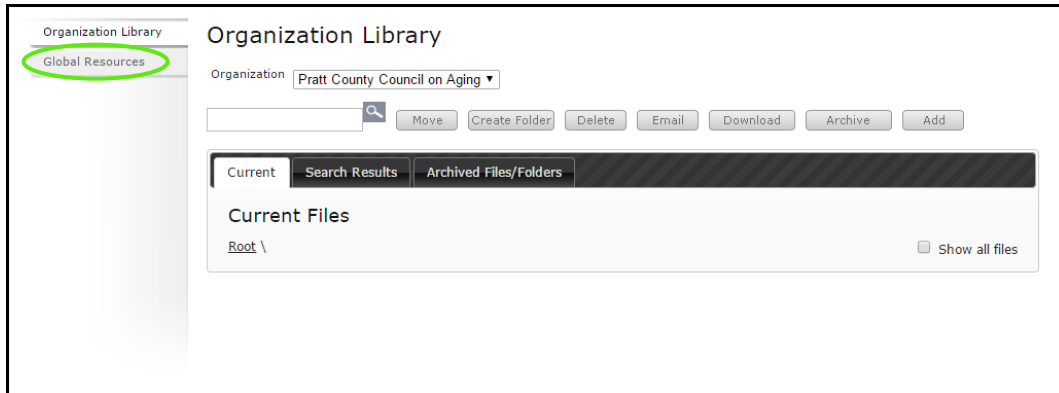 Organization Library
Global Resources
Organization Library
Organization Pratt County Council on Aging
Move Create Folder Delete Email Download Archive Add
Current Search Results Archived Files/Folders
Current Files
Root \ Show all files